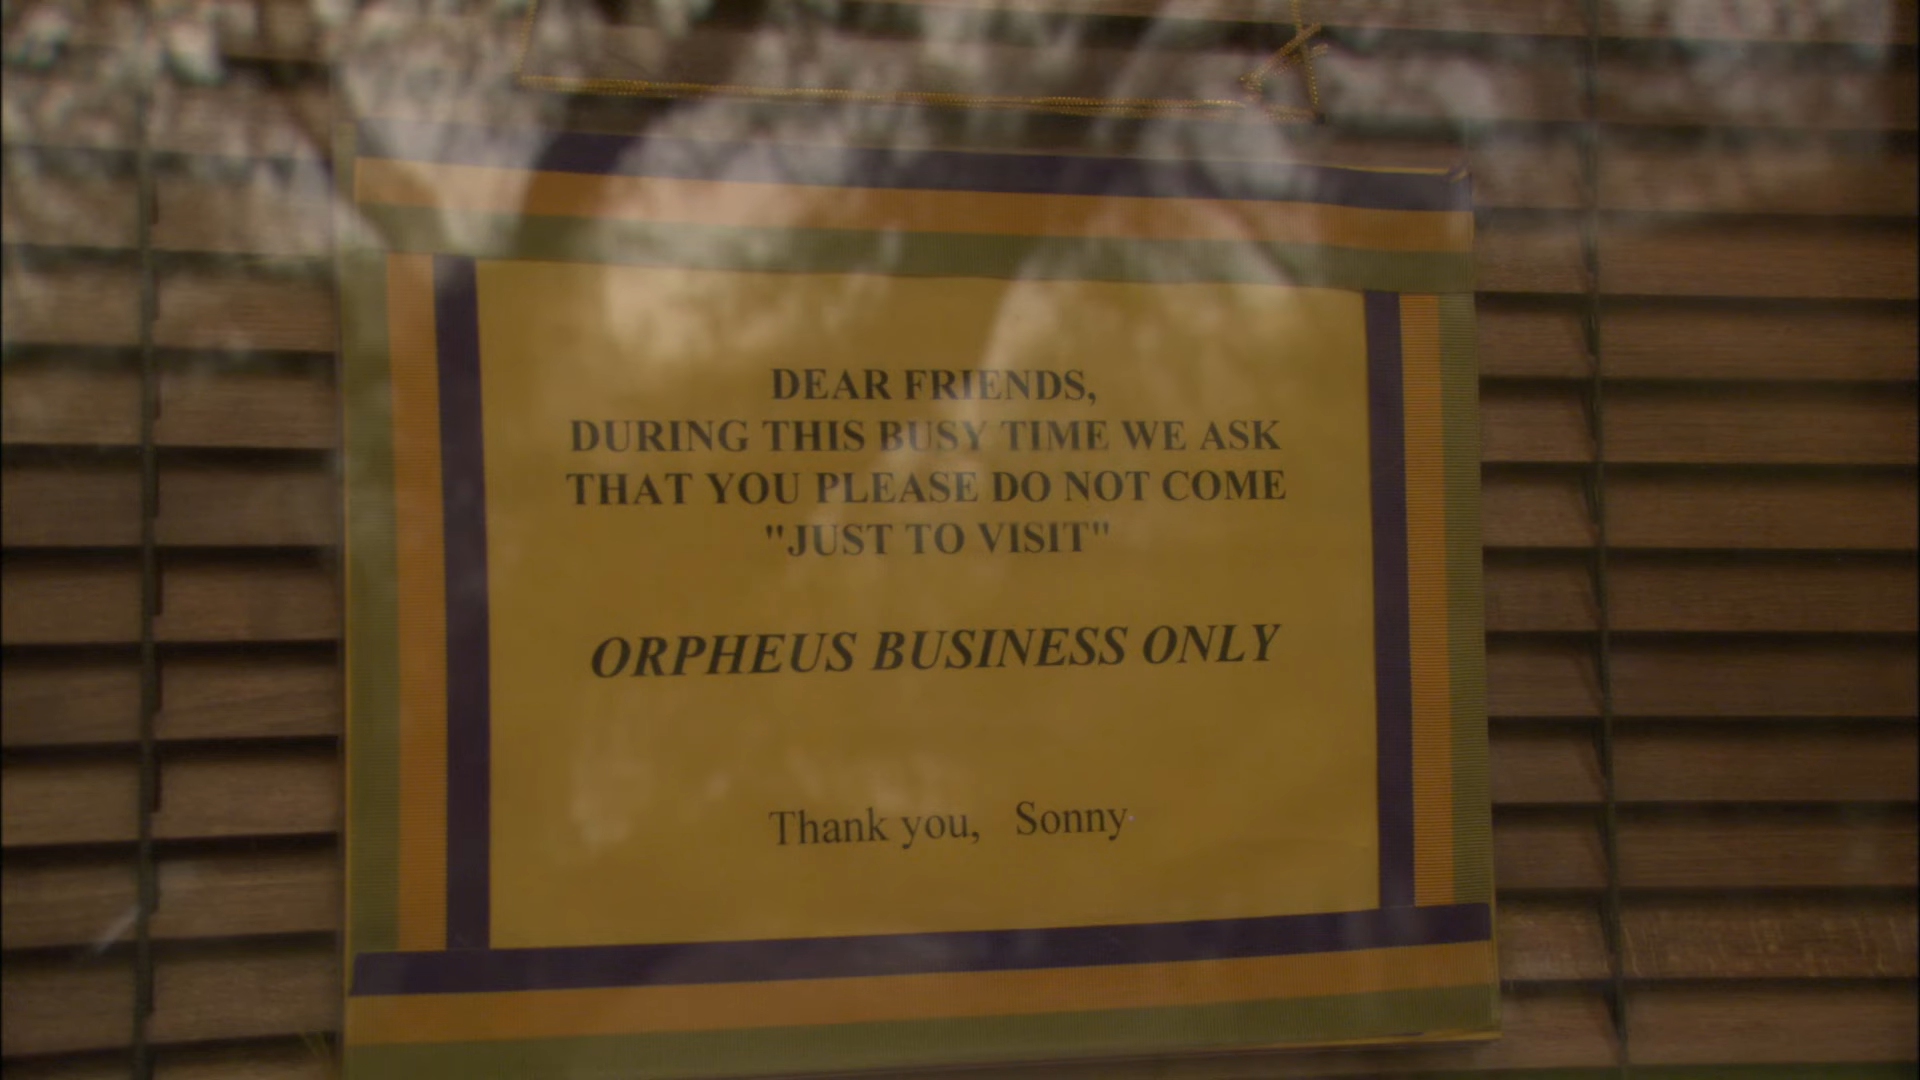 DEAR FRIENDS,
DURING THIS BUSY TIME WE ASK
THAT YOU PLEASE DO NOT COME
"JUST TO VISIT"
ORPHEUS BUSINESS ONLY
Thank you, Sonny